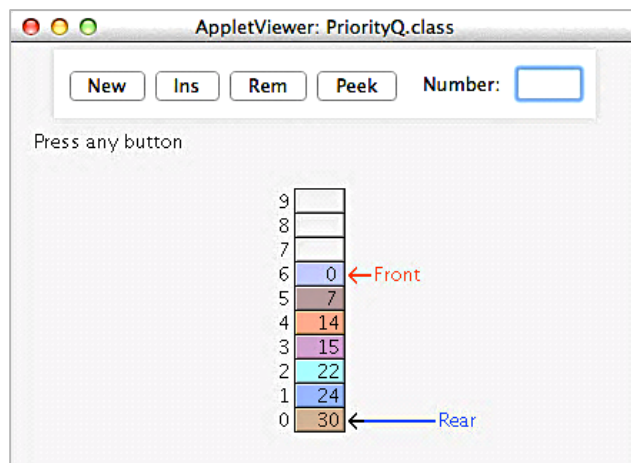 AppletViewer: PriorityQ.class
New Ins Rem Peek Number:
Press any button
9
8
7
6 0 Front
5 7
4 14
3 15
2 22
1 24
0 30 Rear